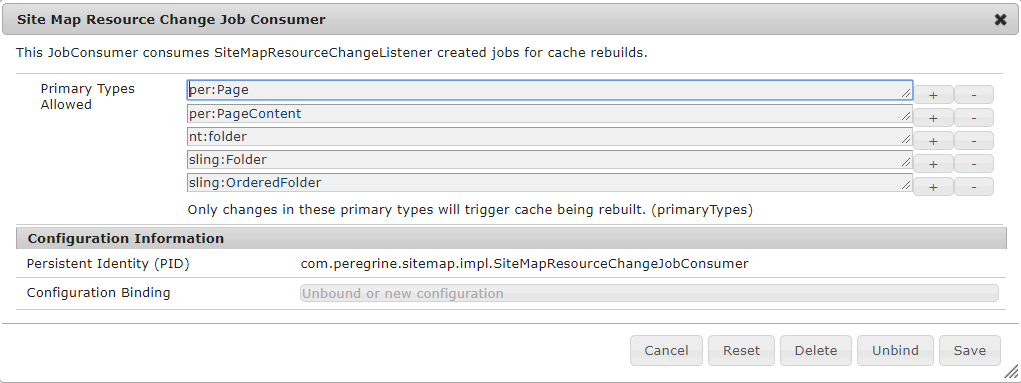 Site Map Resource Change Job Consumer
This JobConsumer consumes SiteMapResourceChangeListener created jobs for cache rebuilds.
Primary Types Allowed
per:Page + -
per:PageContent + -
nt:folder + -
sling:Folder + -
sling:OrderedFolder + -
Only changes in these primary types will trigger cache being rebuilt. (primaryTypes)
Configuration Information
Persistent Identity (PID) com.peregrine.sitemap.impl.SiteMapResourceChangeJobConsumer
Configuration Binding Unbound or new configuration
Cancel Reset Delete Unbind Save